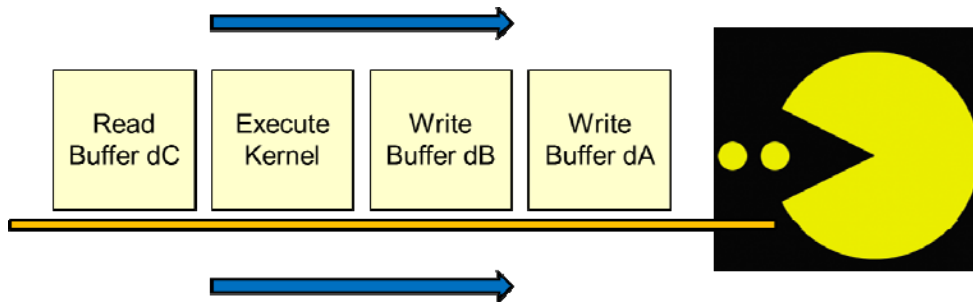 Read
Buffer dC
Execute
Kernel
Write
Buffer dB
Write
Buffer dA